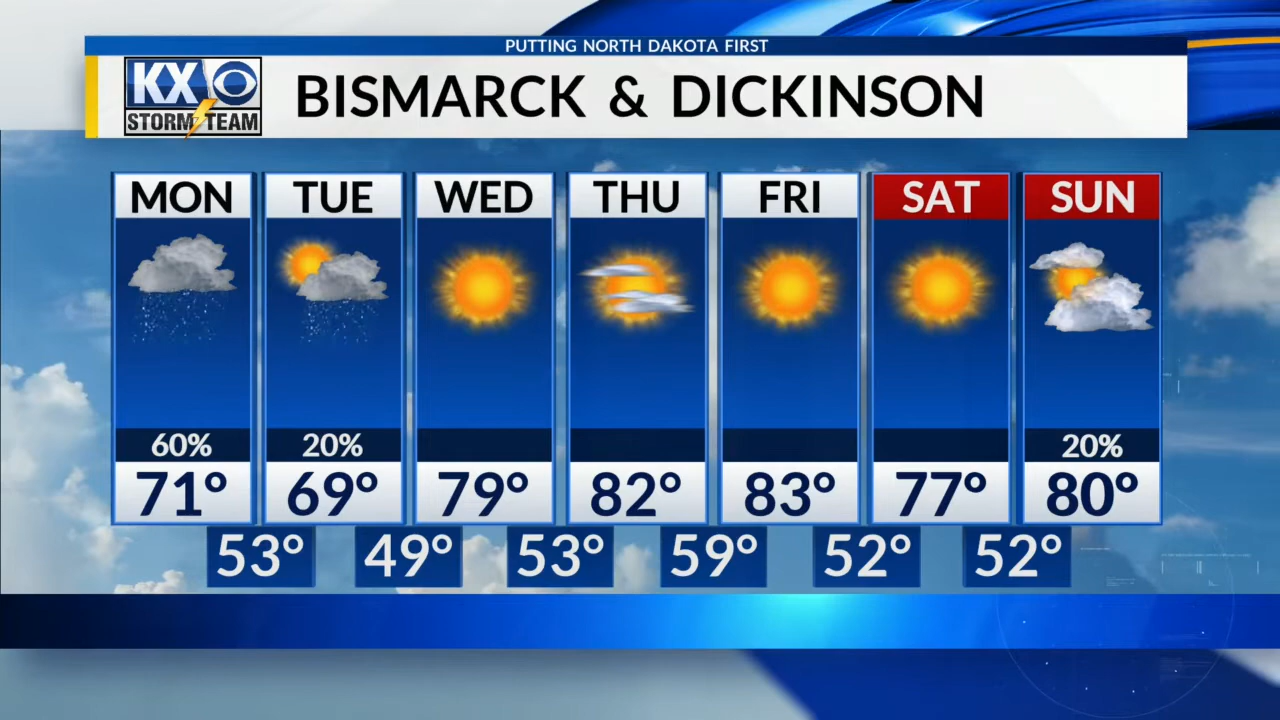 PUTTING NORTH DAKOTA FIRST
KX
STORM TEAM
BISMARCK & DICKINSON
MON TUE WED THU FRI SAT SUN
60% 20% 20%
71° 69° 79° 82° 83° 77° 80°
53° 49° 53° 59° 52° 52°